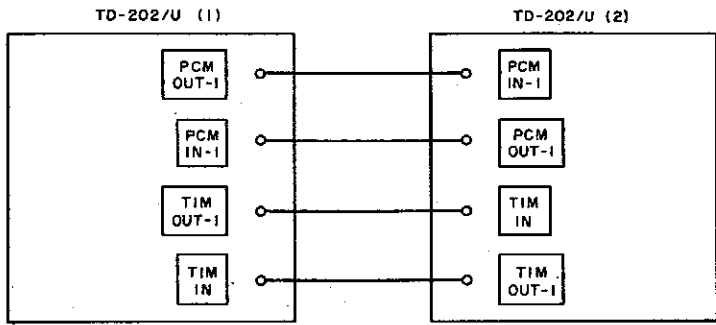 TD-202/U (1)
TD-202/U (2)
PCM
OUT-1
PCM
IN-1
PCM
IN-1
PCM
OUT-1
TIM
OUT-1
TIM
IN
TIM
IN
TIM
OUT-1